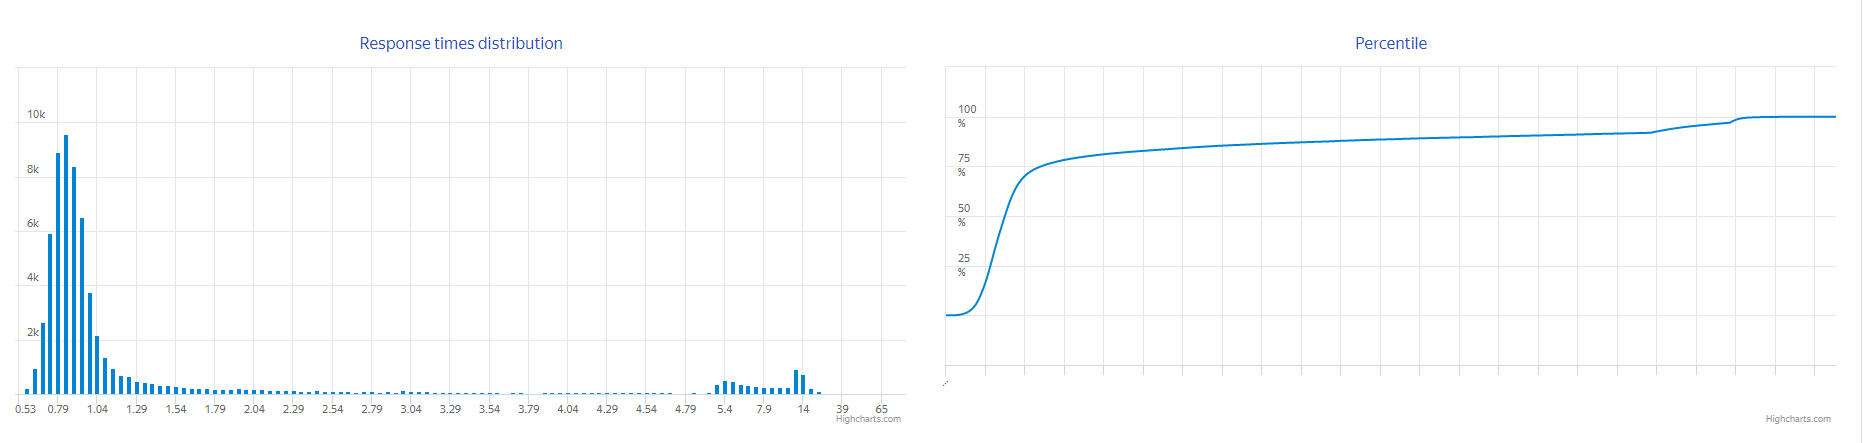 Response times distribution
10k
8k
6k
4k
2k
0.53 0.79 1.04 1.29 1.54 1.79 2.04 2.29 2.54 2.79 3.04 3.29 3.54 3.79 4.04 4.29 4.54 4.79 5.4 7.9 14 39 65
Highcharts.com
Percentile
100
%
75
%
50
%
25
%
Highcharts.com